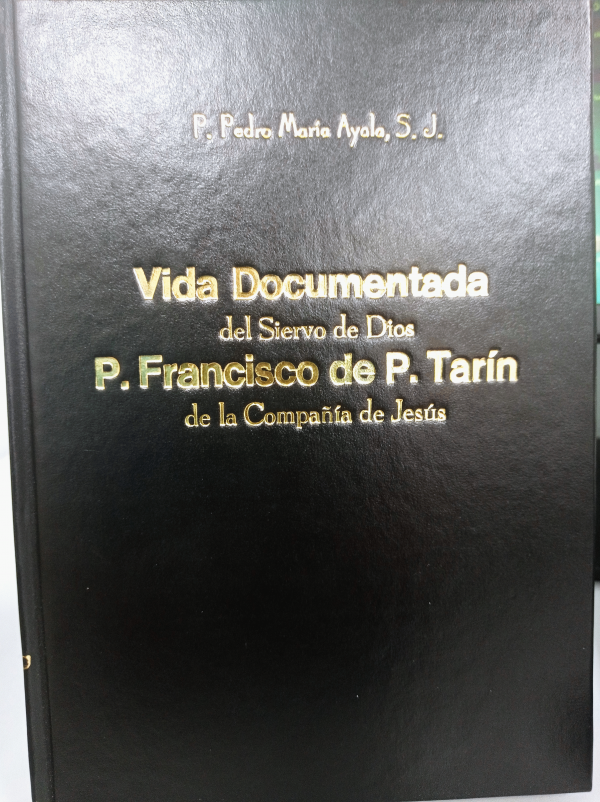 P. Pedro María Ayala, S. J.
Vida Documentada
del Siervo de Dios
P. Francisco de P. Tarín
de la Compañía de Jesús